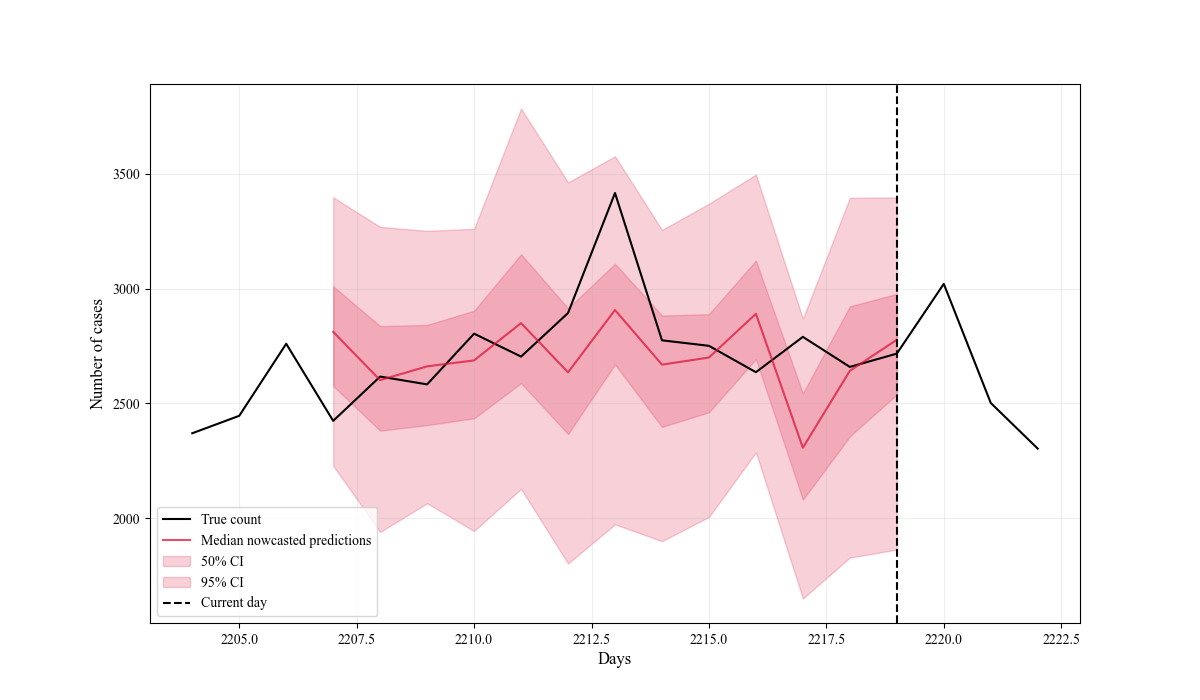 Number of cases
3500
3000
2500
2000
True count
Median nowcasted predictions
50% CI
95% CI
Current day
2205.0 2207.5 2210.0 2212.5 2215.0 2217.5 2220.0 2222.5
Days